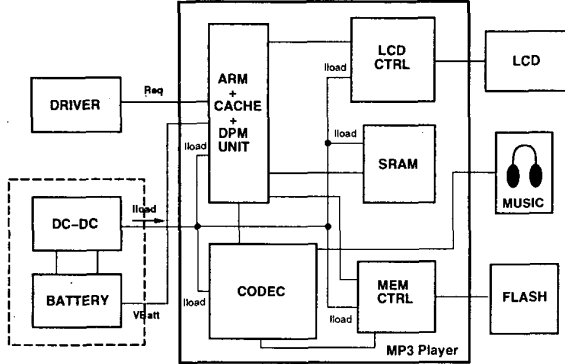 DRIVER
Req
ARM
+
CACHE
+
DPM
UNIT
Iload
LCD
CTRL
Iload
LCD
Iload
SRAM
MUSIC
DC-DC
Iload
BATTERY
VBatt
Iload
CODEC
MEM
CTRL
Iload
FLASH
MP3 Player